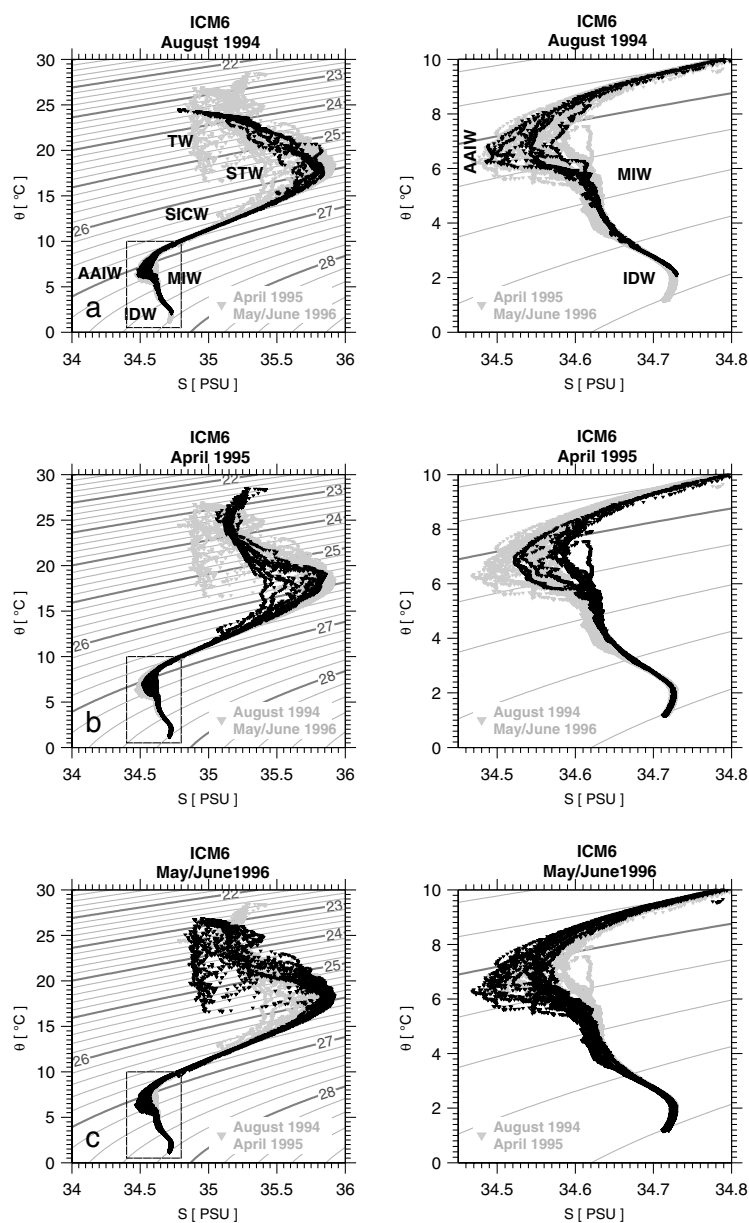 ICM6
August 1994
30
25
20
15
10
5
0
θ [ °C ]
34
34.5
35
35.5
36
S [ PSU ]
22
23
24
25
26
27
28
TW
STW
SICW
AAIW
MIW
IDW
a
April 1995
May/June 1996
ICM6
August 1994
10
8
6
4
2
0
θ [ °C ]
34.5
34.6
34.7
34.8
S [ PSU ]
AAIW
MIW
IDW
April 1995
May/June 1996
ICM6
April 1995
30
25
20
15
10
5
0
θ [ °C ]
34
34.5
35
35.5
36
S [ PSU ]
22
23
24
25
26
27
28
b
August 1994
May/June 1996
ICM6
April 1995
10
8
6
4
2
0
θ [ °C ]
34.5
34.6
34.7
34.8
S [ PSU ]
August 1994
May/June 1996
ICM6
May/June1996
30
25
20
15
10
5
0
θ [ °C ]
34
34.5
35
35.5
36
S [ PSU ]
22
23
24
25
26
27
28
c
August 1994
April 1995
ICM6
May/June1996
10
8
6
4
2
0
θ [ °C ]
34.5
34.6
34.7
34.8
S [ PSU ]
August 1994
April 1995